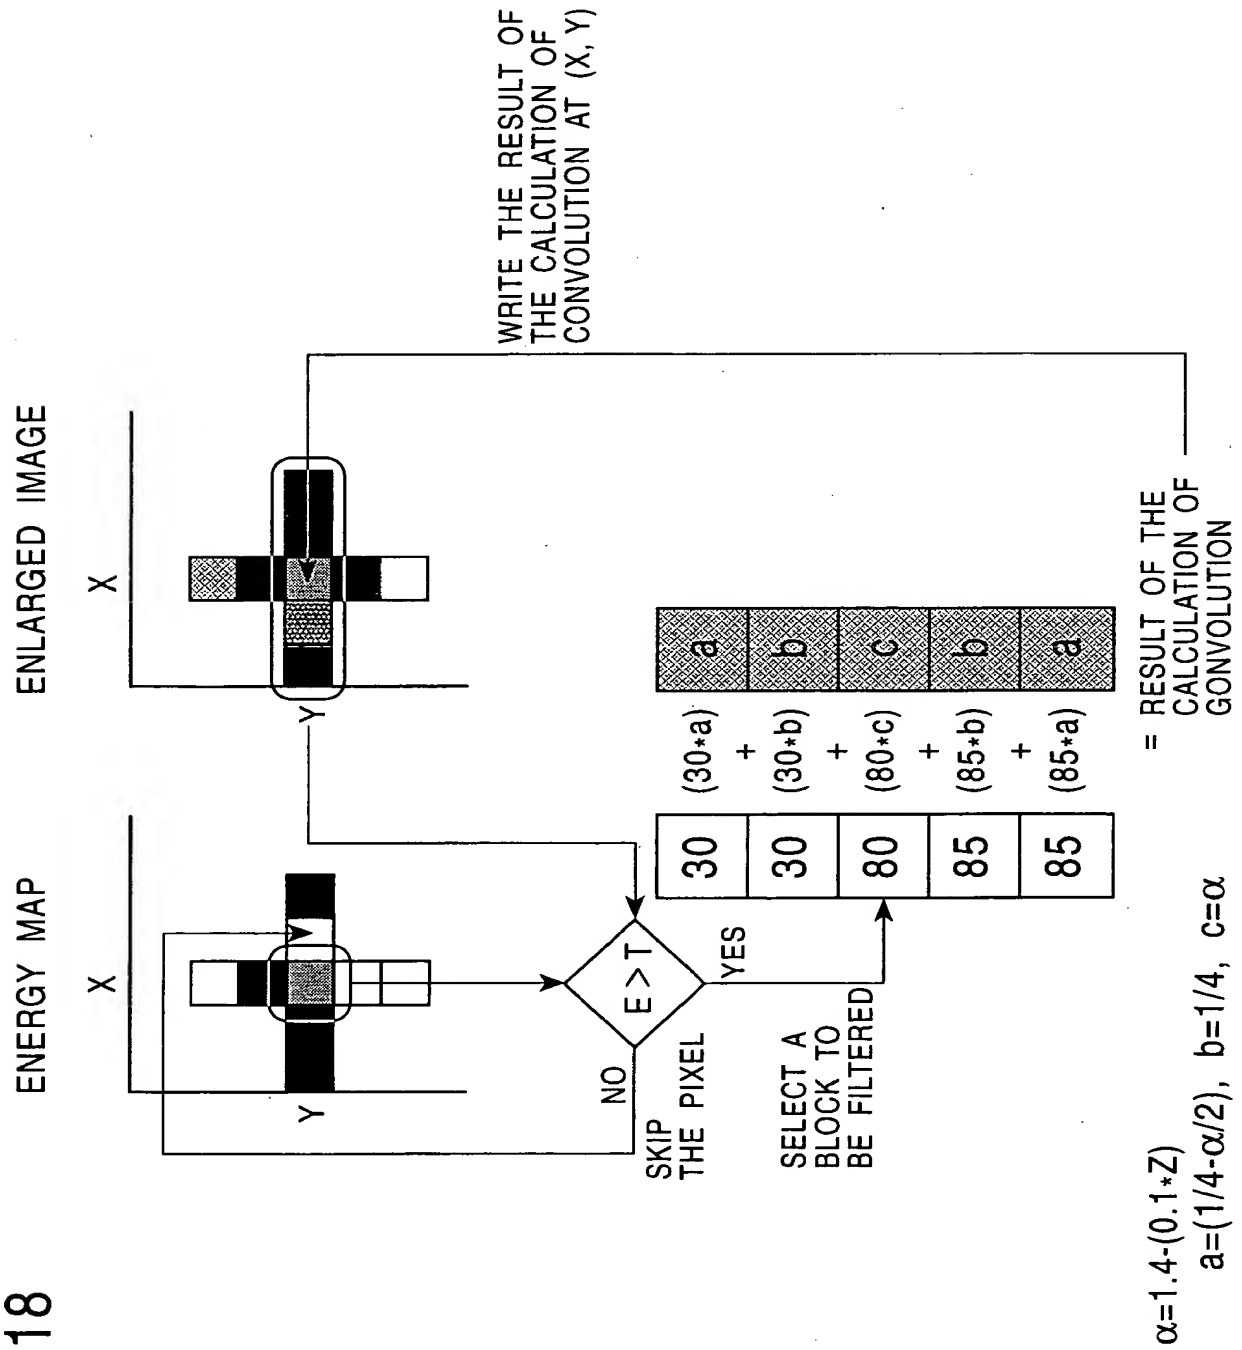 18
ENERGY MAP
ENLARGED IMAGE
X
X
Y
Y
WRITE THE RESULT OF
THE CALCULATION OF
CONVOLUTION AT (X, Y)
E>T
NO
YES
SKIP
THE PIXEL
SELECT A
BLOCK TO
BE FILTERED
30
(30*a)
a
+
30
(30*b)
b
+
80
(80*c)
c
+
85
(85*b)
b
+
85
(85*a)
a
= RESULT OF THE
CALCULATION OF
GONVOLUTION
α=1.4-(0.1*Z)
a=(1/4-α/2), b=1/4, c=α